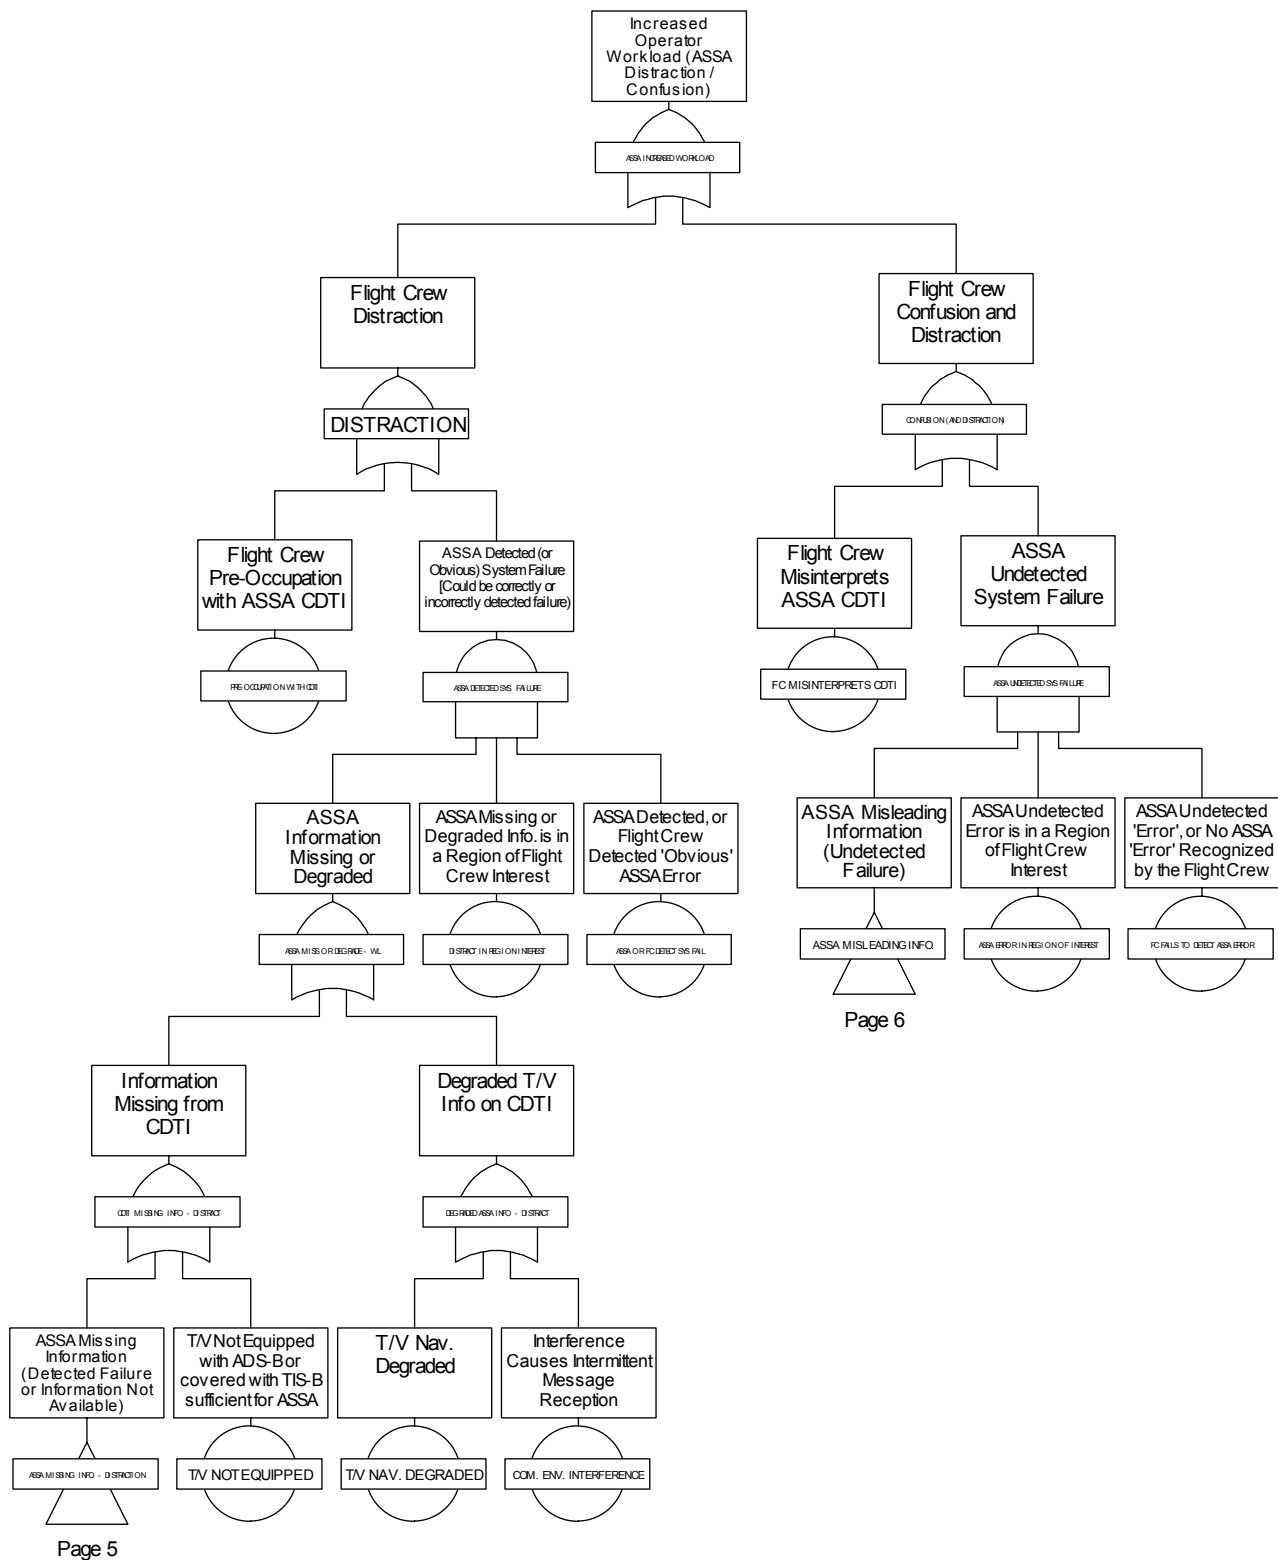 Increased
Operator
Workload (ASSA
Distraction /
Confusion)
ASSA INCREASED WORKLOAD
Flight Crew
Distraction
Flight Crew
Confusion and
Distraction
DISTRACTION
CONFUSION (AND DISTRACTION)
Flight Crew
Pre-Occupation
with ASSA CDTI
ASSA Detected (or
Obvious) System Failure
[Could be correctly or
incorrectly detected failure)
Flight Crew
Misinterprets
ASSA CDTI
ASSA
Undetected
System Failure
PRE-OCCUPATION WITH CDTI
ASSA DETECTED SYS. FAILURE
FC MISINTERPRETS CDTI
ASSA UNDETECTED SYS FAILURE
ASSA
Information
Missing or
Degraded
ASSA Missing or
Degraded Info. is in
a Region of Flight
Crew Interest
ASSA Detected, or
Flight Crew
Detected 'Obvious'
ASSA Error
ASSA Misleading
Information
(Undetected
Failure)
ASSA Undetected
Error is in a Region
of Flight Crew
Interest
ASSA Undetected
'Error', or No ASSA
'Error' Recognized
by the Flight Crew
ASSA MISS OR DEGRADE - WL
DISTRACT IN REGION INTEREST
ASSA OR FC DETECT SYS FAIL
ASSA MISLEADING INFO.
ASSA ERROR IN REGION OF INTEREST
FC FAILS TO DETECT ASSA ERROR
Page 6
Information
Missing from
CDTI
Degraded T/V
Info on CDTI
CDTI MISSING INFO - DISTRACT
DEGRADED ASSA INFO - DISTRACT
ASSA Missing
Information
(Detected Failure
or Information Not
Available)
T/V Not Equipped
with ADS-B or
covered with TIS-B
sufficient for ASSA
T/V Nav.
Degraded
Interference
Causes Intermittent
Message
Reception
ASSA MISSING INFO - DISTRACTION
T/V NOT EQUIPPED
T/V NAV. DEGRADED
COM. ENV. INTERFERENCE
Page 5